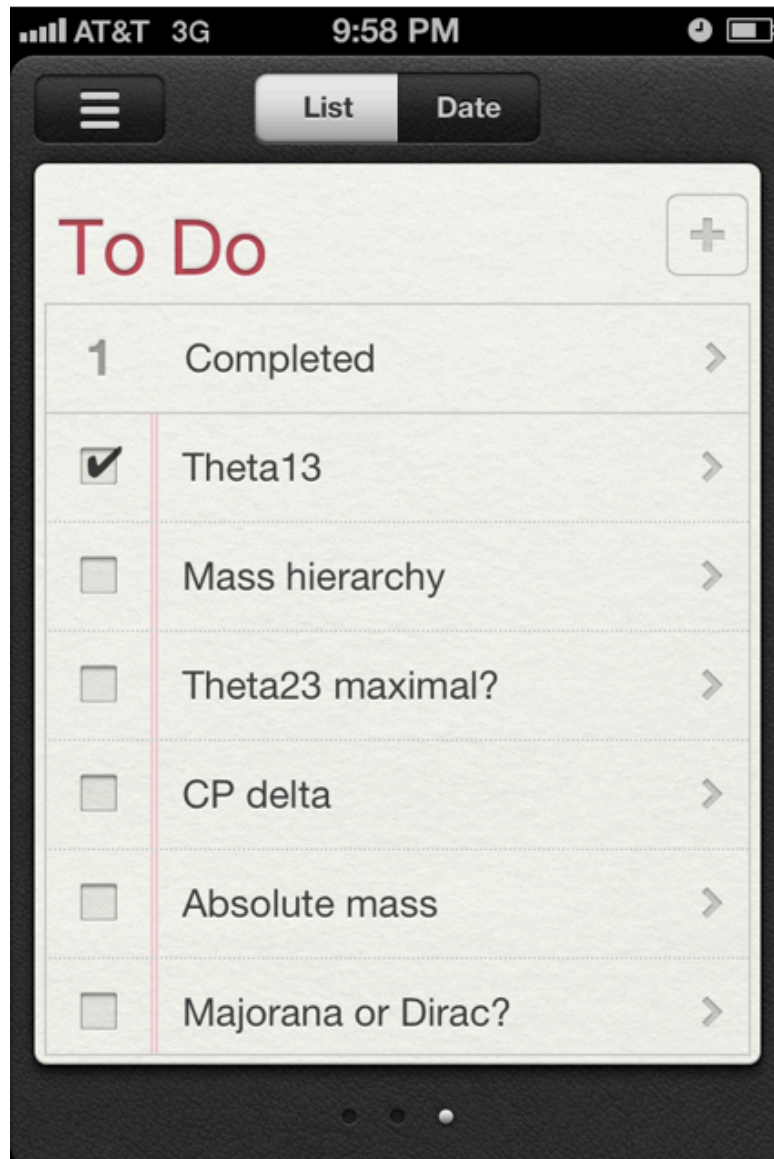 AT&T 3G 9:58 PM
List Date
To Do
1 Completed
Theta13
Mass hierarchy
Theta23 maximal?
CP delta
Absolute mass
Majorana or Dirac?